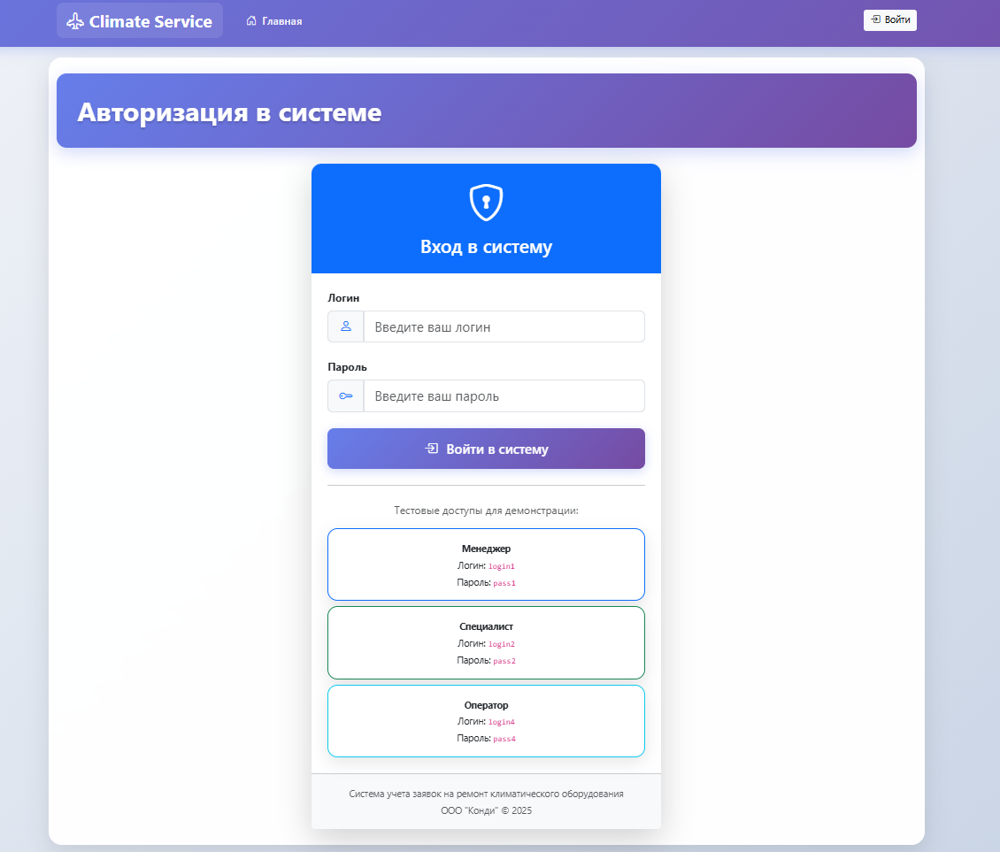 Climate Service
Главная
Войти
Авторизация в системе
Вход в систему
Логин
Введите ваш логин
Пароль
Введите ваш пароль
Войти в систему
Тестовые доступы для демонстрации:
Менеджер
Логин: login1
Пароль: pass1
Специалист
Логин: login2
Пароль: pass2
Оператор
Логин: login4
Пароль: pass4
Система учета заявок на ремонт климатического оборудования
ООО "Конди" © 2025